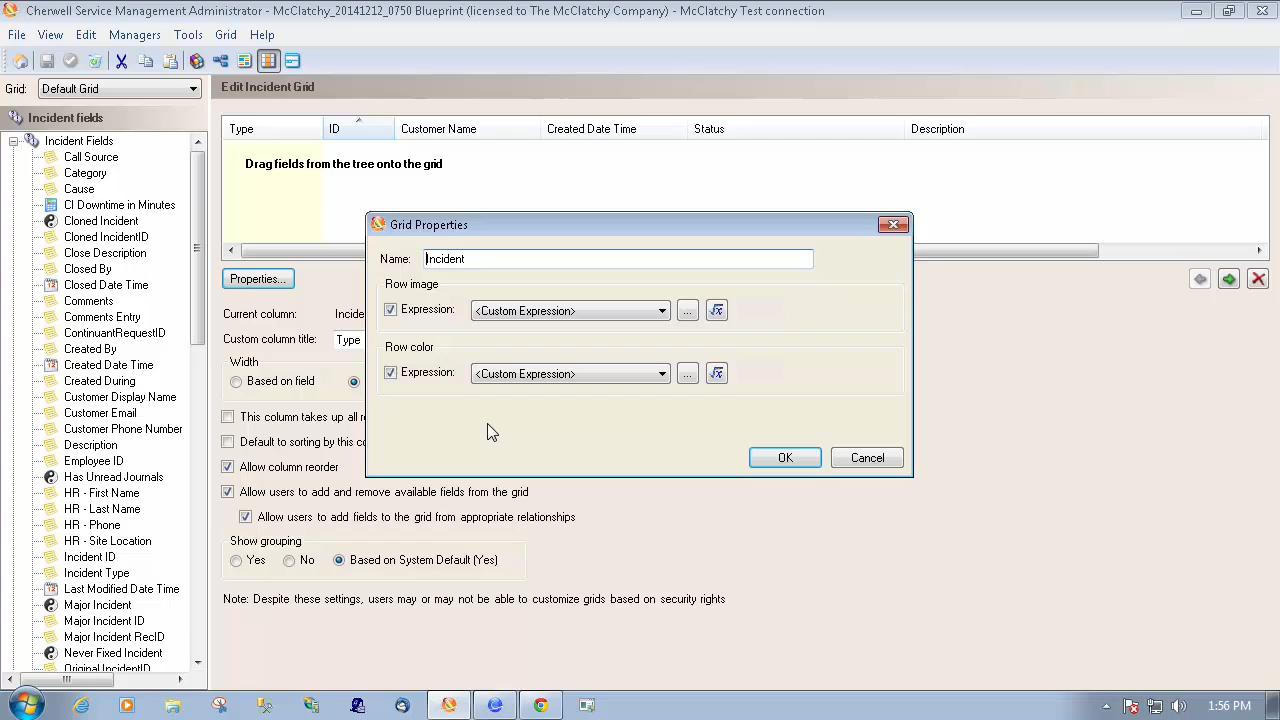 Cherwell Service Management Administrator - McClatchy_20141212_0750 Blueprint (licensed to The McClatchy Company) - McClatchy Test connection
File View Edit Managers Tools Grid Help
Grid: Default Grid
Edit Incident Grid
Incident fields
Type ID Customer Name Created Date Time Status Description
Drag fields from the tree onto the grid
Incident Fields
Call Source
Category
Cause
CI Downtime in Minutes
Cloned Incident
Cloned IncidentID
Close Description
Closed By
Closed Date Time
Comments
Comments Entry
ContinuantRequestID
Created By
Created Date Time
Created During
Customer Display Name
Customer Email
Customer Phone Number
Description
Employee ID
Has Unread Journals
HR - First Name
HR - Last Name
HR - Phone
HR - Site Location
Incident ID
Incident Type
Last Modified Date Time
Major Incident
Major Incident ID
Major Incident RecID
Never Fixed Incident
Original IncidentID
Grid Properties
Name: Incident
Row image
Expression: <Custom Expression> ...
Row color
Expression: <Custom Expression> ...
OK Cancel
Properties...
Current column: Incide
Custom column title: Type
Width
Based on field
This column takes up all r
Default to sorting by this co
Allow column reorder
Allow users to add and remove available fields from the grid
Allow users to add fields to the grid from appropriate relationships
Show grouping
Yes No Based on System Default (Yes)
Note: Despite these settings, users may or may not be able to customize grids based on security rights
1:56 PM